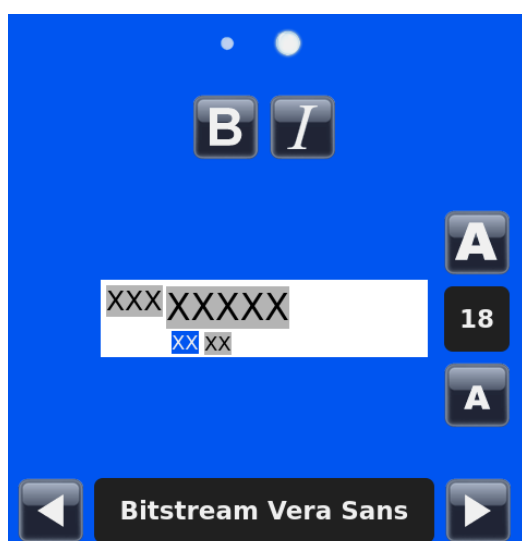 B I
A
18
XXX XXXXX
XX XX
A
Bitstream Vera Sans